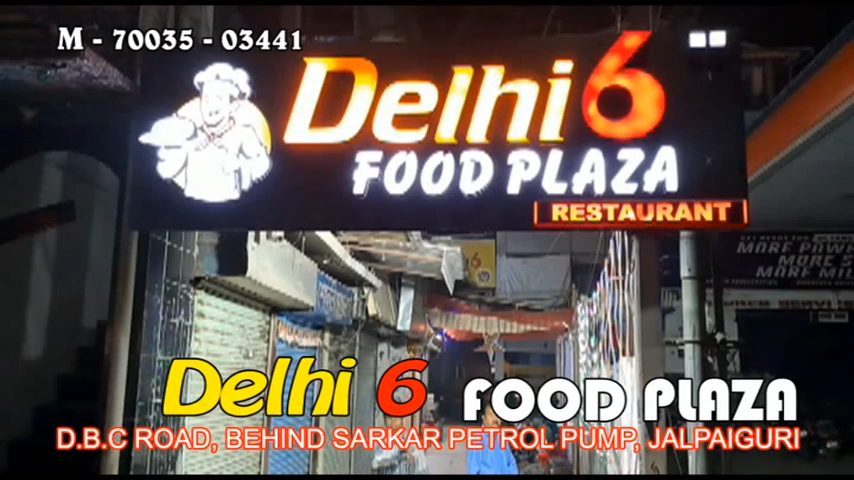 M - 70035 - 03441
Delhi 6
FOOD PLAZA
RESTAURANT
6
MORE
MORE S
MORE MIL
Delhi 6 FOOD PLAZA
D.B.C ROAD, BEHIND SARKAR PETROL PUMP, JALPAIGURI